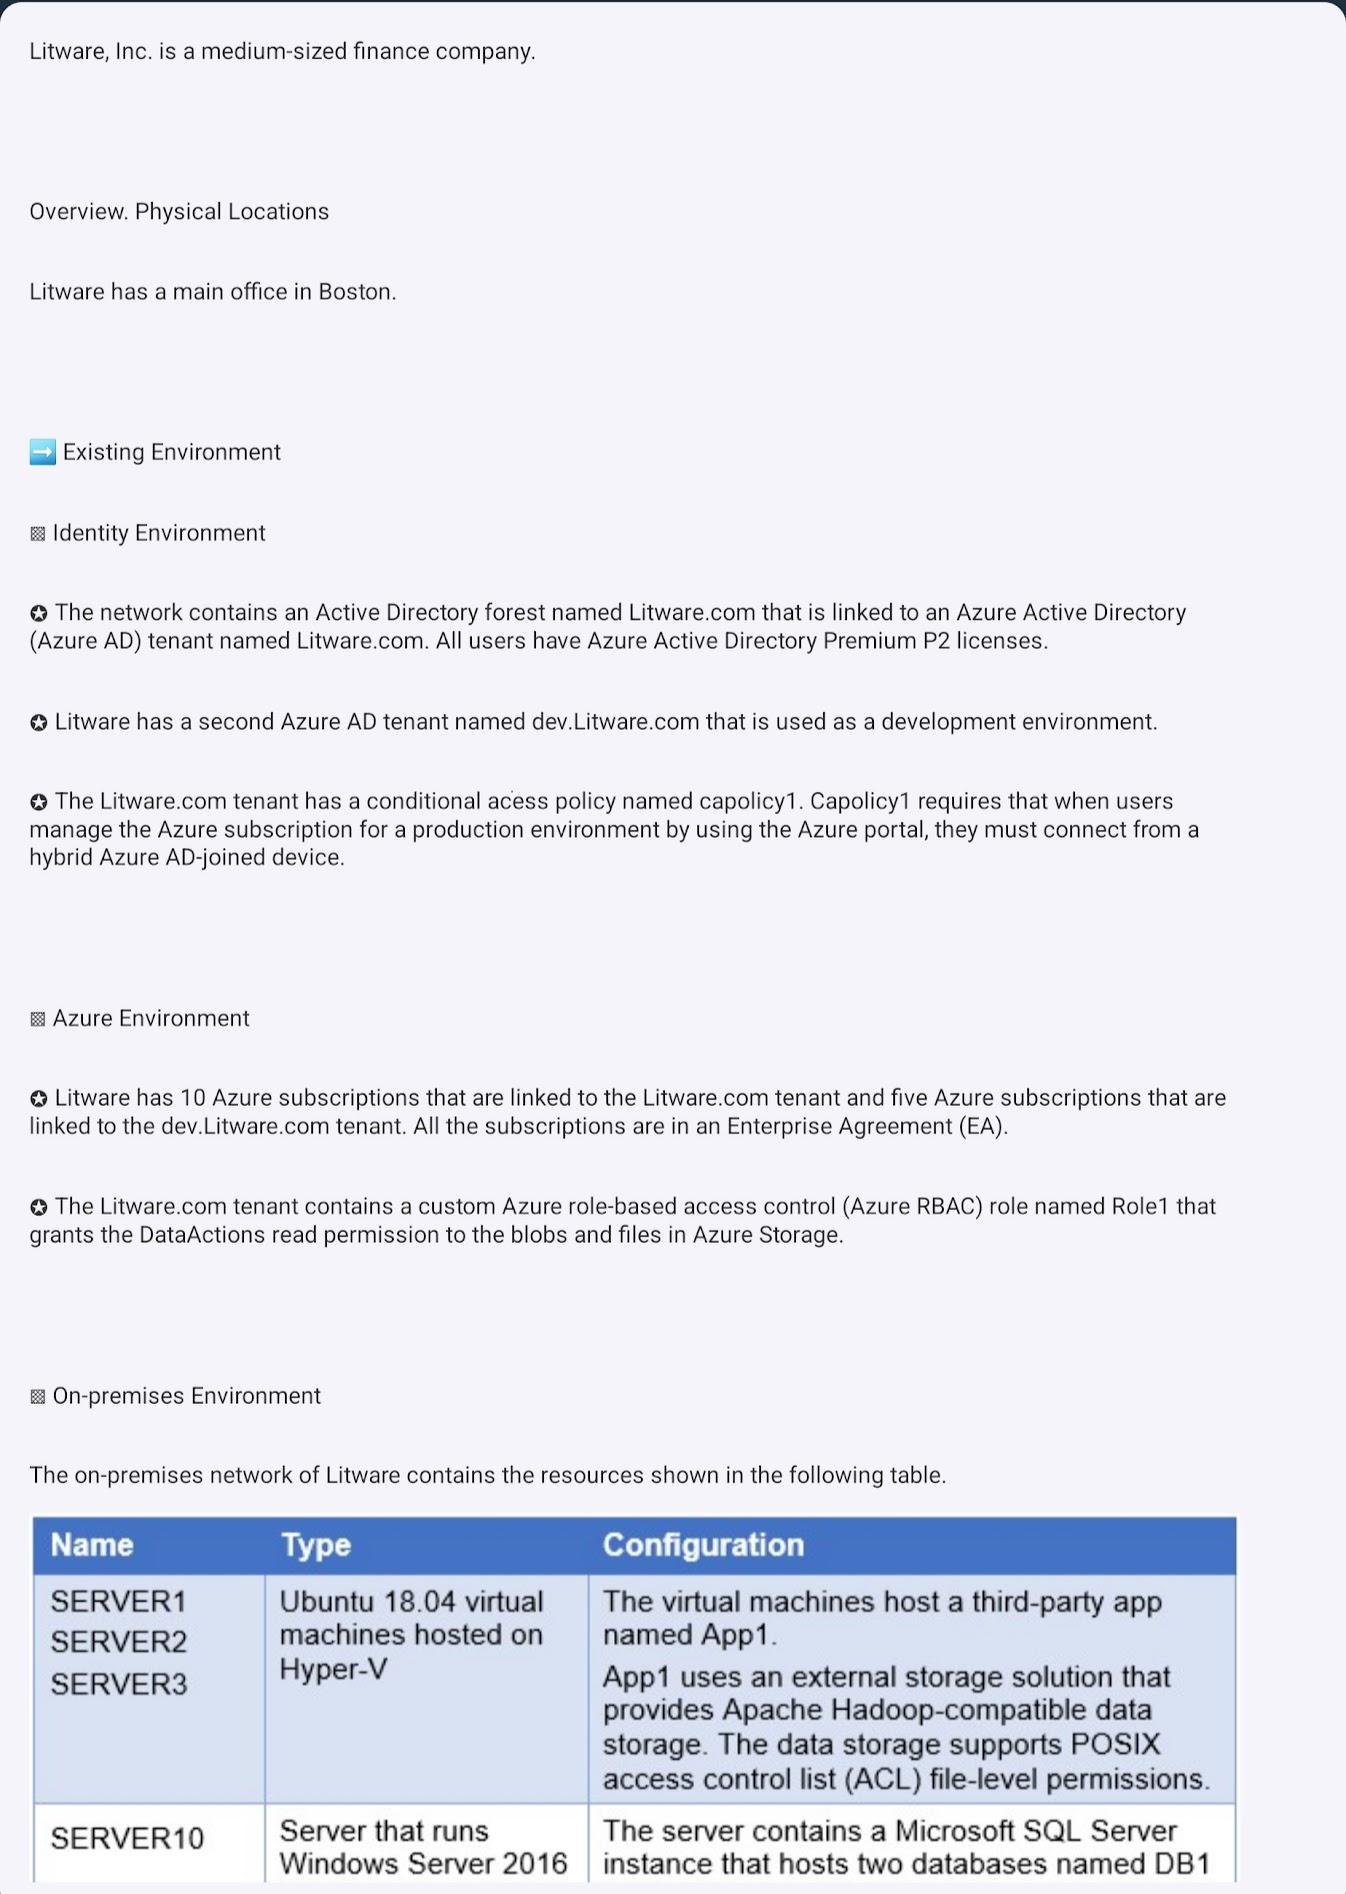 Litware, Inc. is a medium-sized finance company.
Overview. Physical Locations
Litware has a main office in Boston.
➡️ Existing Environment
▩ Identity Environment
✪ The network contains an Active Directory forest named Litware.com that is linked to an Azure Active Directory
(Azure AD) tenant named Litware.com. All users have Azure Active Directory Premium P2 licenses.
✪ Litware has a second Azure AD tenant named dev.Litware.com that is used as a development environment.
✪ The Litware.com tenant has a conditional acess policy named capolicy1. Capolicy1 requires that when users
manage the Azure subscription for a production environment by using the Azure portal, they must connect from a
hybrid Azure AD-joined device.
▩ Azure Environment
✪ Litware has 10 Azure subscriptions that are linked to the Litware.com tenant and five Azure subscriptions that are
linked to the dev.Litware.com tenant. All the subscriptions are in an Enterprise Agreement (EA).
✪ The Litware.com tenant contains a custom Azure role-based access control (Azure RBAC) role named Role1 that
grants the DataActions read permission to the blobs and files in Azure Storage.
▩ On-premises Environment
The on-premises network of Litware contains the resources shown in the following table.
Name Type Configuration
SERVER1
SERVER2
SERVER3
Ubuntu 18.04 virtual
machines hosted on
Hyper-V
The virtual machines host a third-party app
named App1.
App1 uses an external storage solution that
provides Apache Hadoop-compatible data
storage. The data storage supports POSIX
access control list (ACL) file-level permissions.
SERVER10
Server that runs
Windows Server 2016
The server contains a Microsoft SQL Server
instance that hosts two databases named DB1